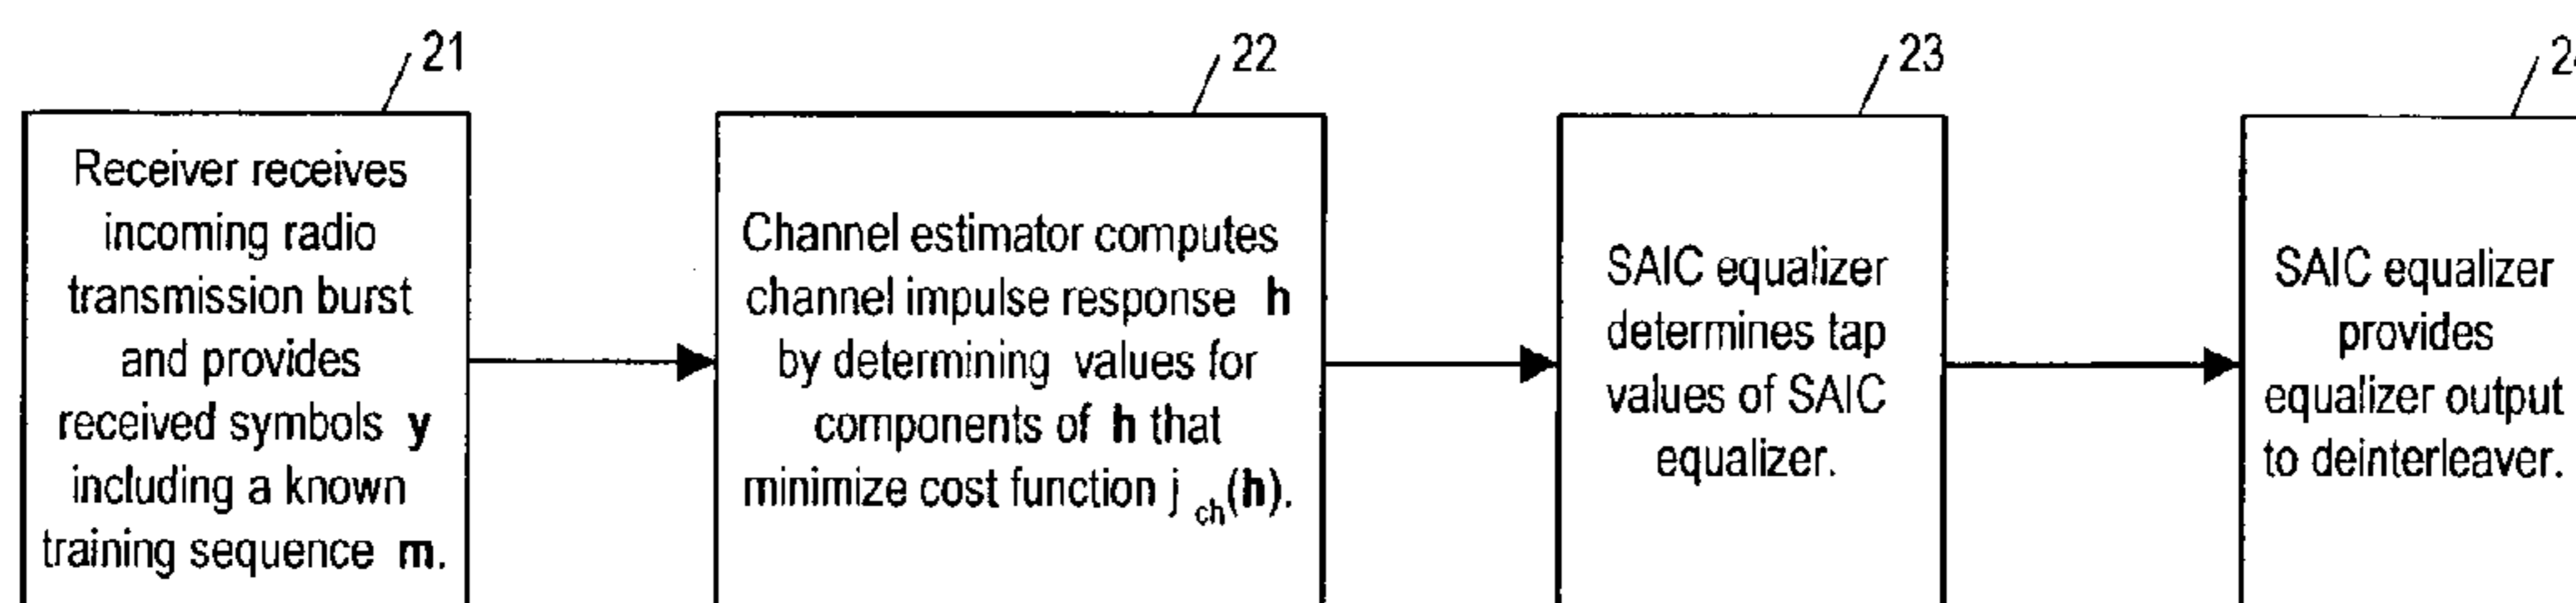 21
Receiver receives
incoming radio
transmission burst
and provides
received symbols y
including a known
training sequence m.
22
Channel estimator computes
channel impulse response h
by determining values for
components of h that
minimize cost function j ch(h).
23
SAIC equalizer
determines tap
values of SAIC
equalizer.
SAIC equalizer
provides
equalizer output
to deinterleaver.